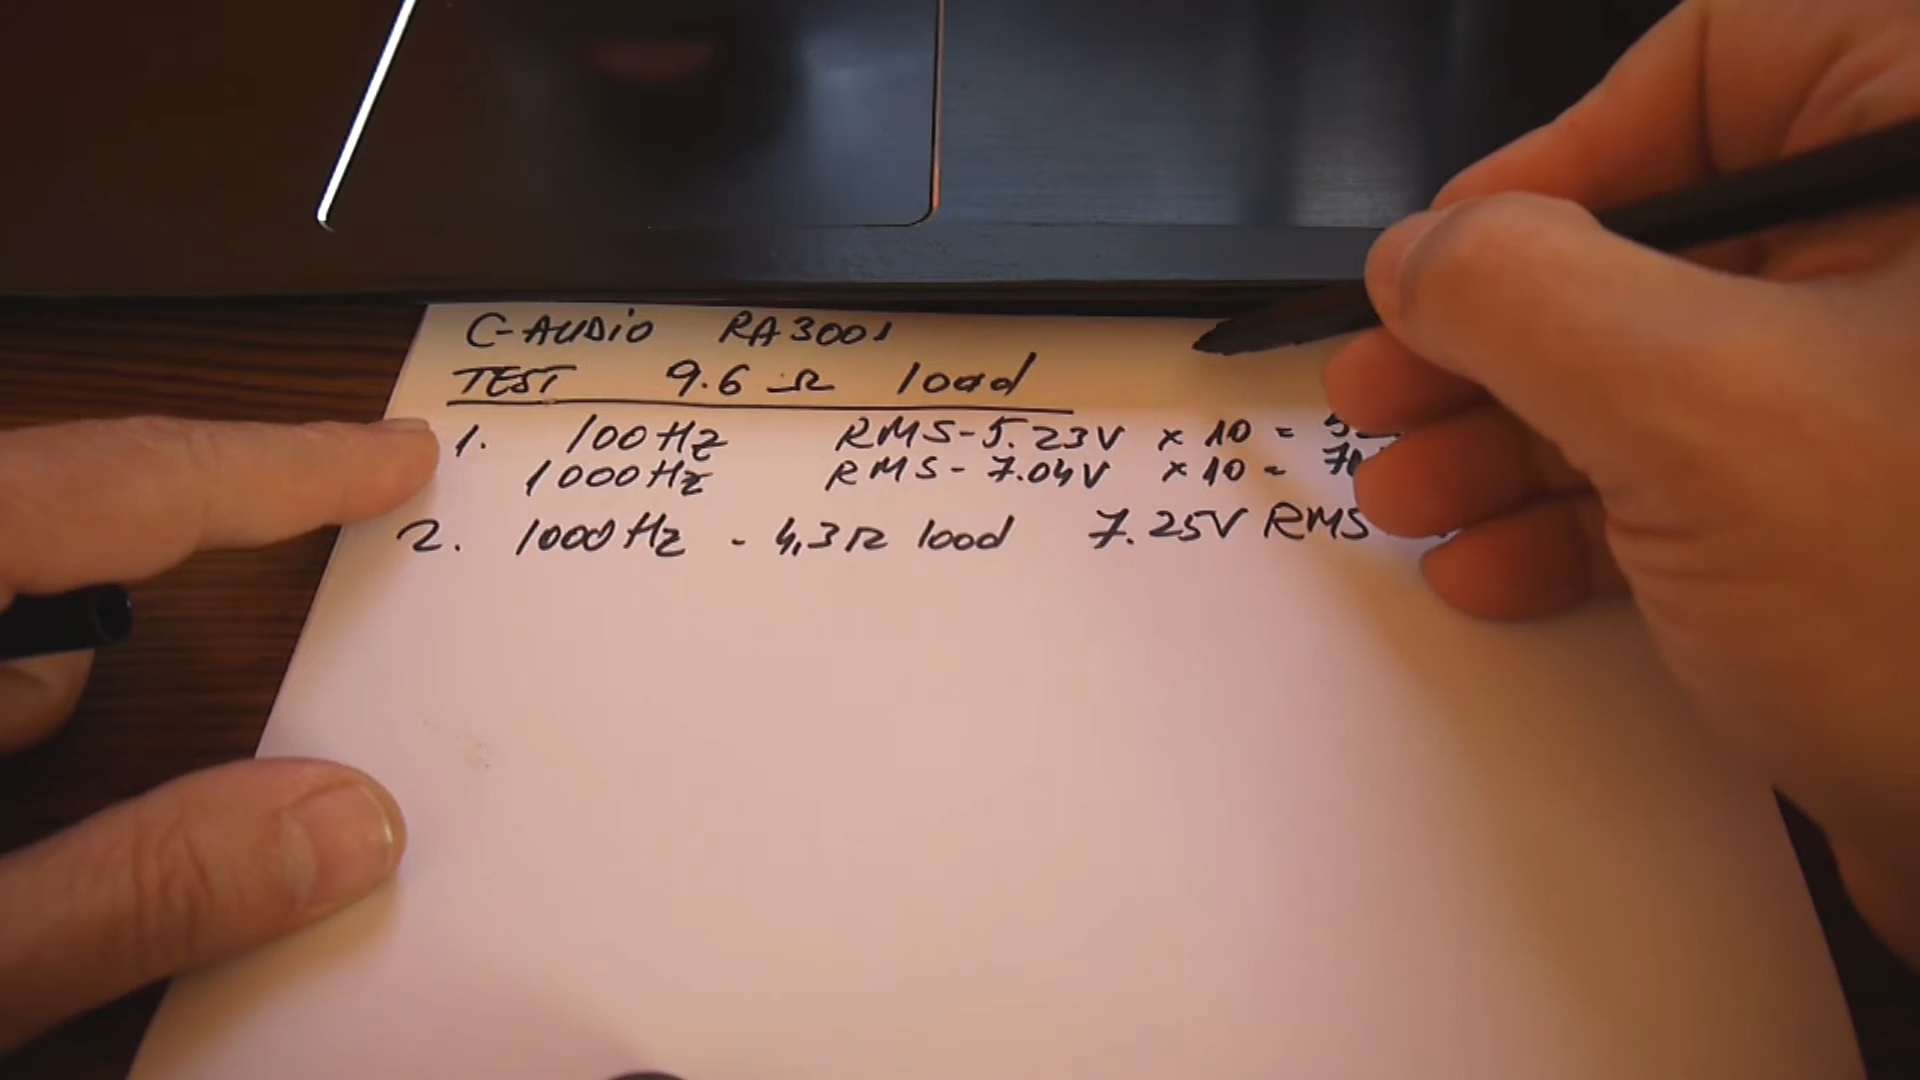 C-AUDIO RA3001
TEST 9.6 Ω load
1. 100Hz RMS-5.23V x 10 =
1000Hz RMS-7.04V x 10 =
2. 1000Hz - 4,3Ω load 7.25V RMS